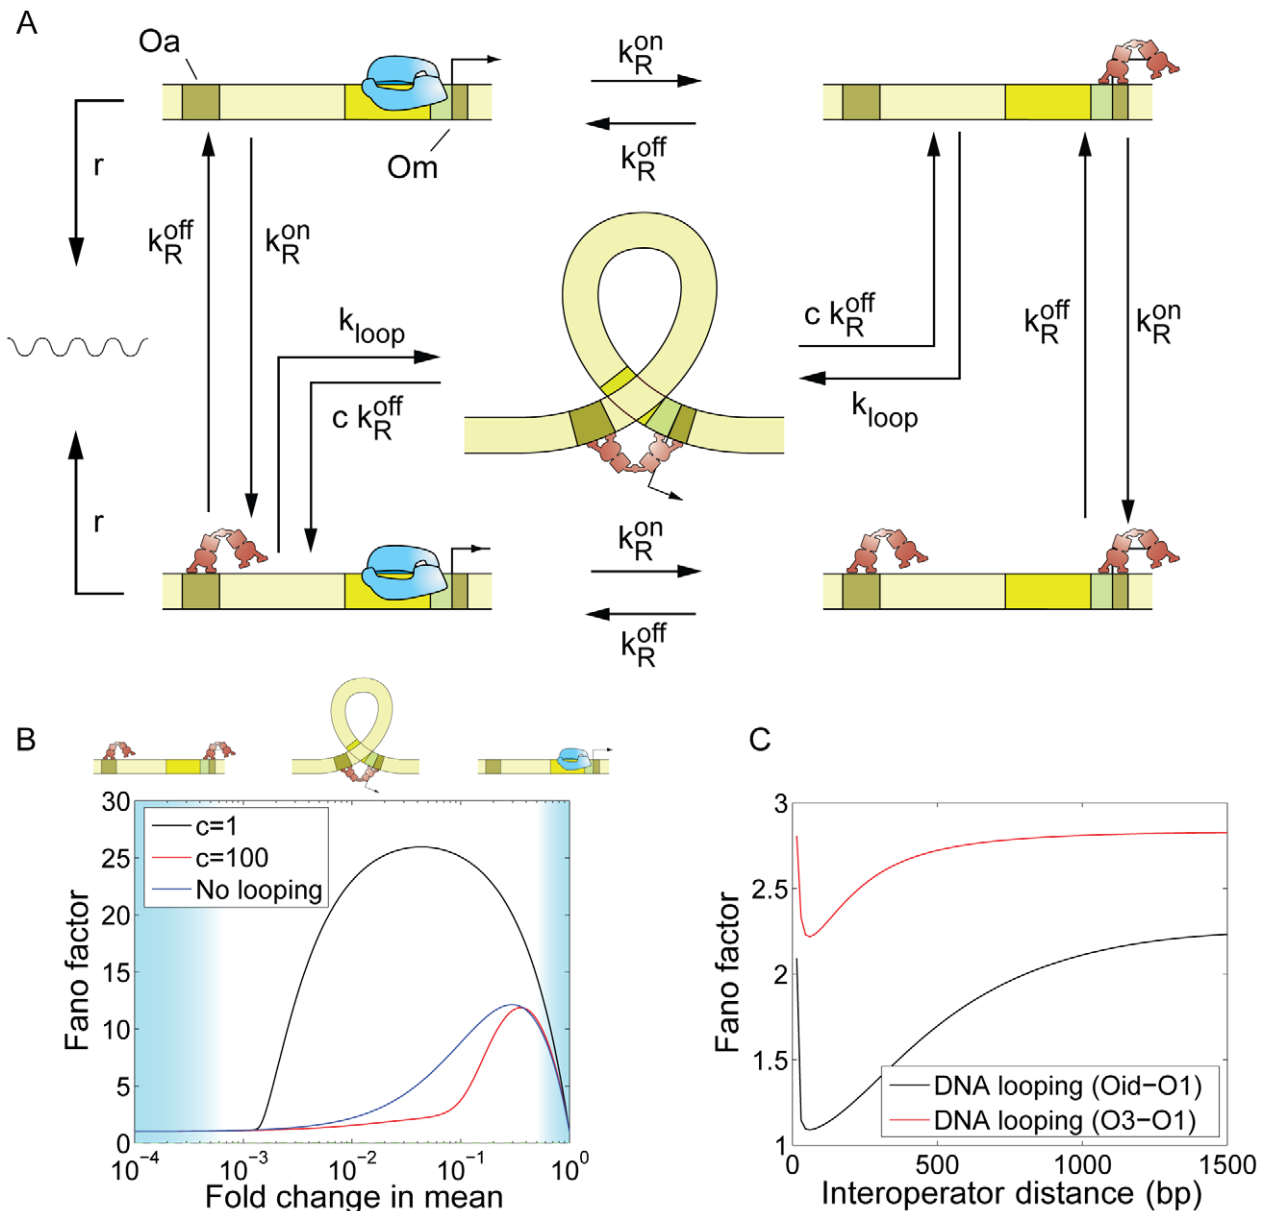 A
Oa
Om
k_R^on
k_R^off
r
k_R^off
k_R^on
k_loop
c k_R^off
c k_R^off
k_loop
k_R^off
k_R^on
r
k_R^on
k_R^off
B
30
25
20
15
10
5
0
c=1
c=100
No looping
Fano factor
10^−4
10^−3
10^−2
10^−1
10^0
Fold change in mean
C
3
2.5
2
1.5
1
Fano factor
DNA looping (Oid−O1)
DNA looping (O3−O1)
0
500
1000
1500
Interoperator distance (bp)